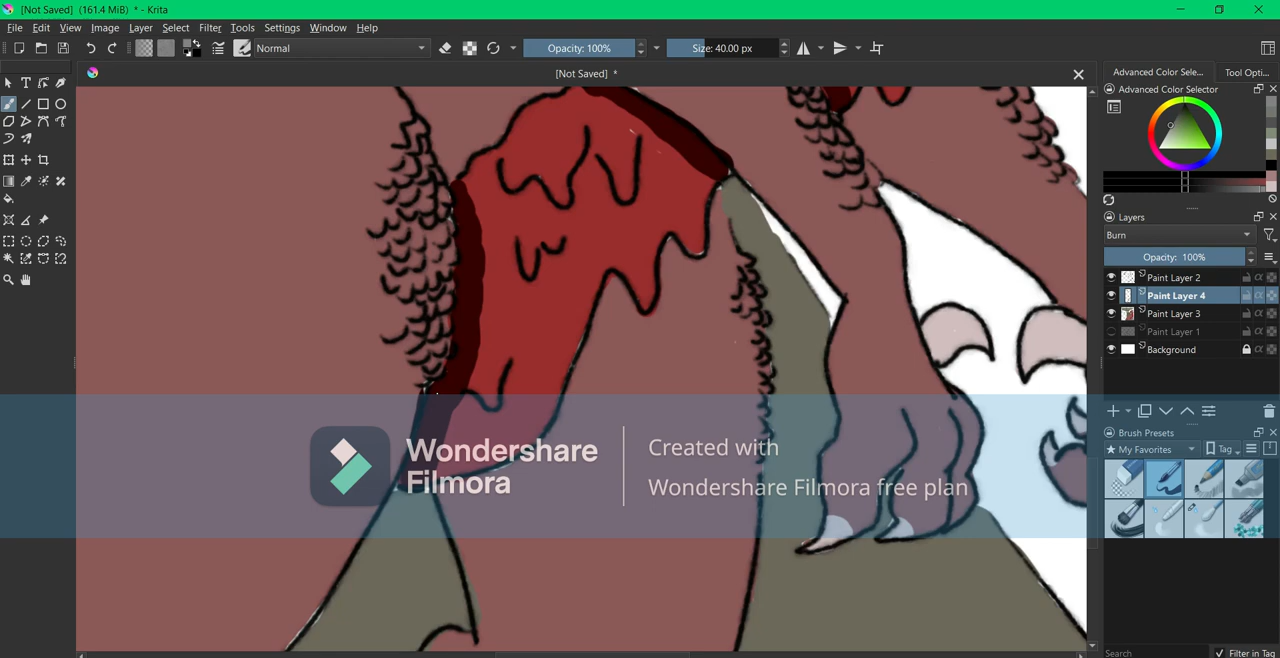 [Not Saved] (161.4 MiB) * - Krita
File Edit View Image Layer Select Filter Tools Settings Window Help
Normal Opacity: 100% Size: 40.00 px
[Not Saved] *
Advanced Color Sele... Tool Opti...
Advanced Color Selector
Layers
Burn
Opacity: 100%
Paint Layer 2
Paint Layer 4
Paint Layer 3
Paint Layer 1
Background
Brush Presets
My Favorites Tag
Wondershare
Filmora
Created with
Wondershare Filmora free plan
Search Filter in Tag